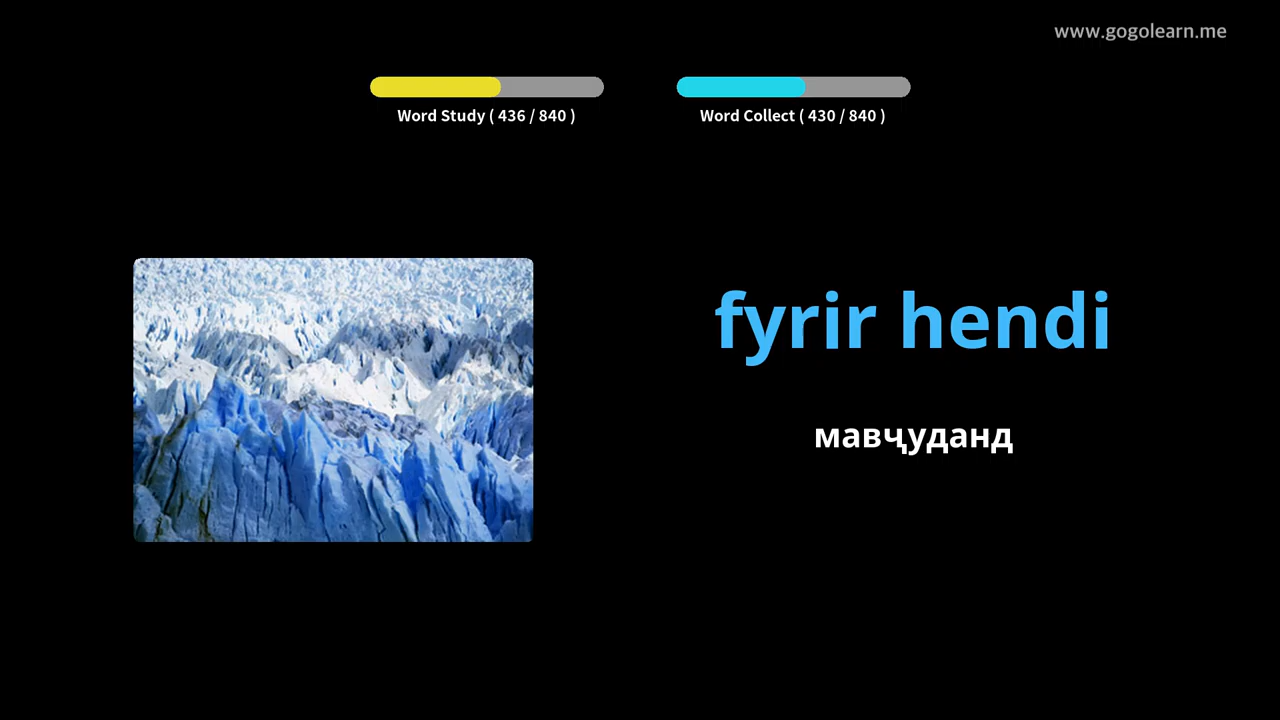 www.gogolearn.me
Word Study ( 436 / 840 )
Word Collect ( 430 / 840 )
fyrir hendi
мавҷуданд